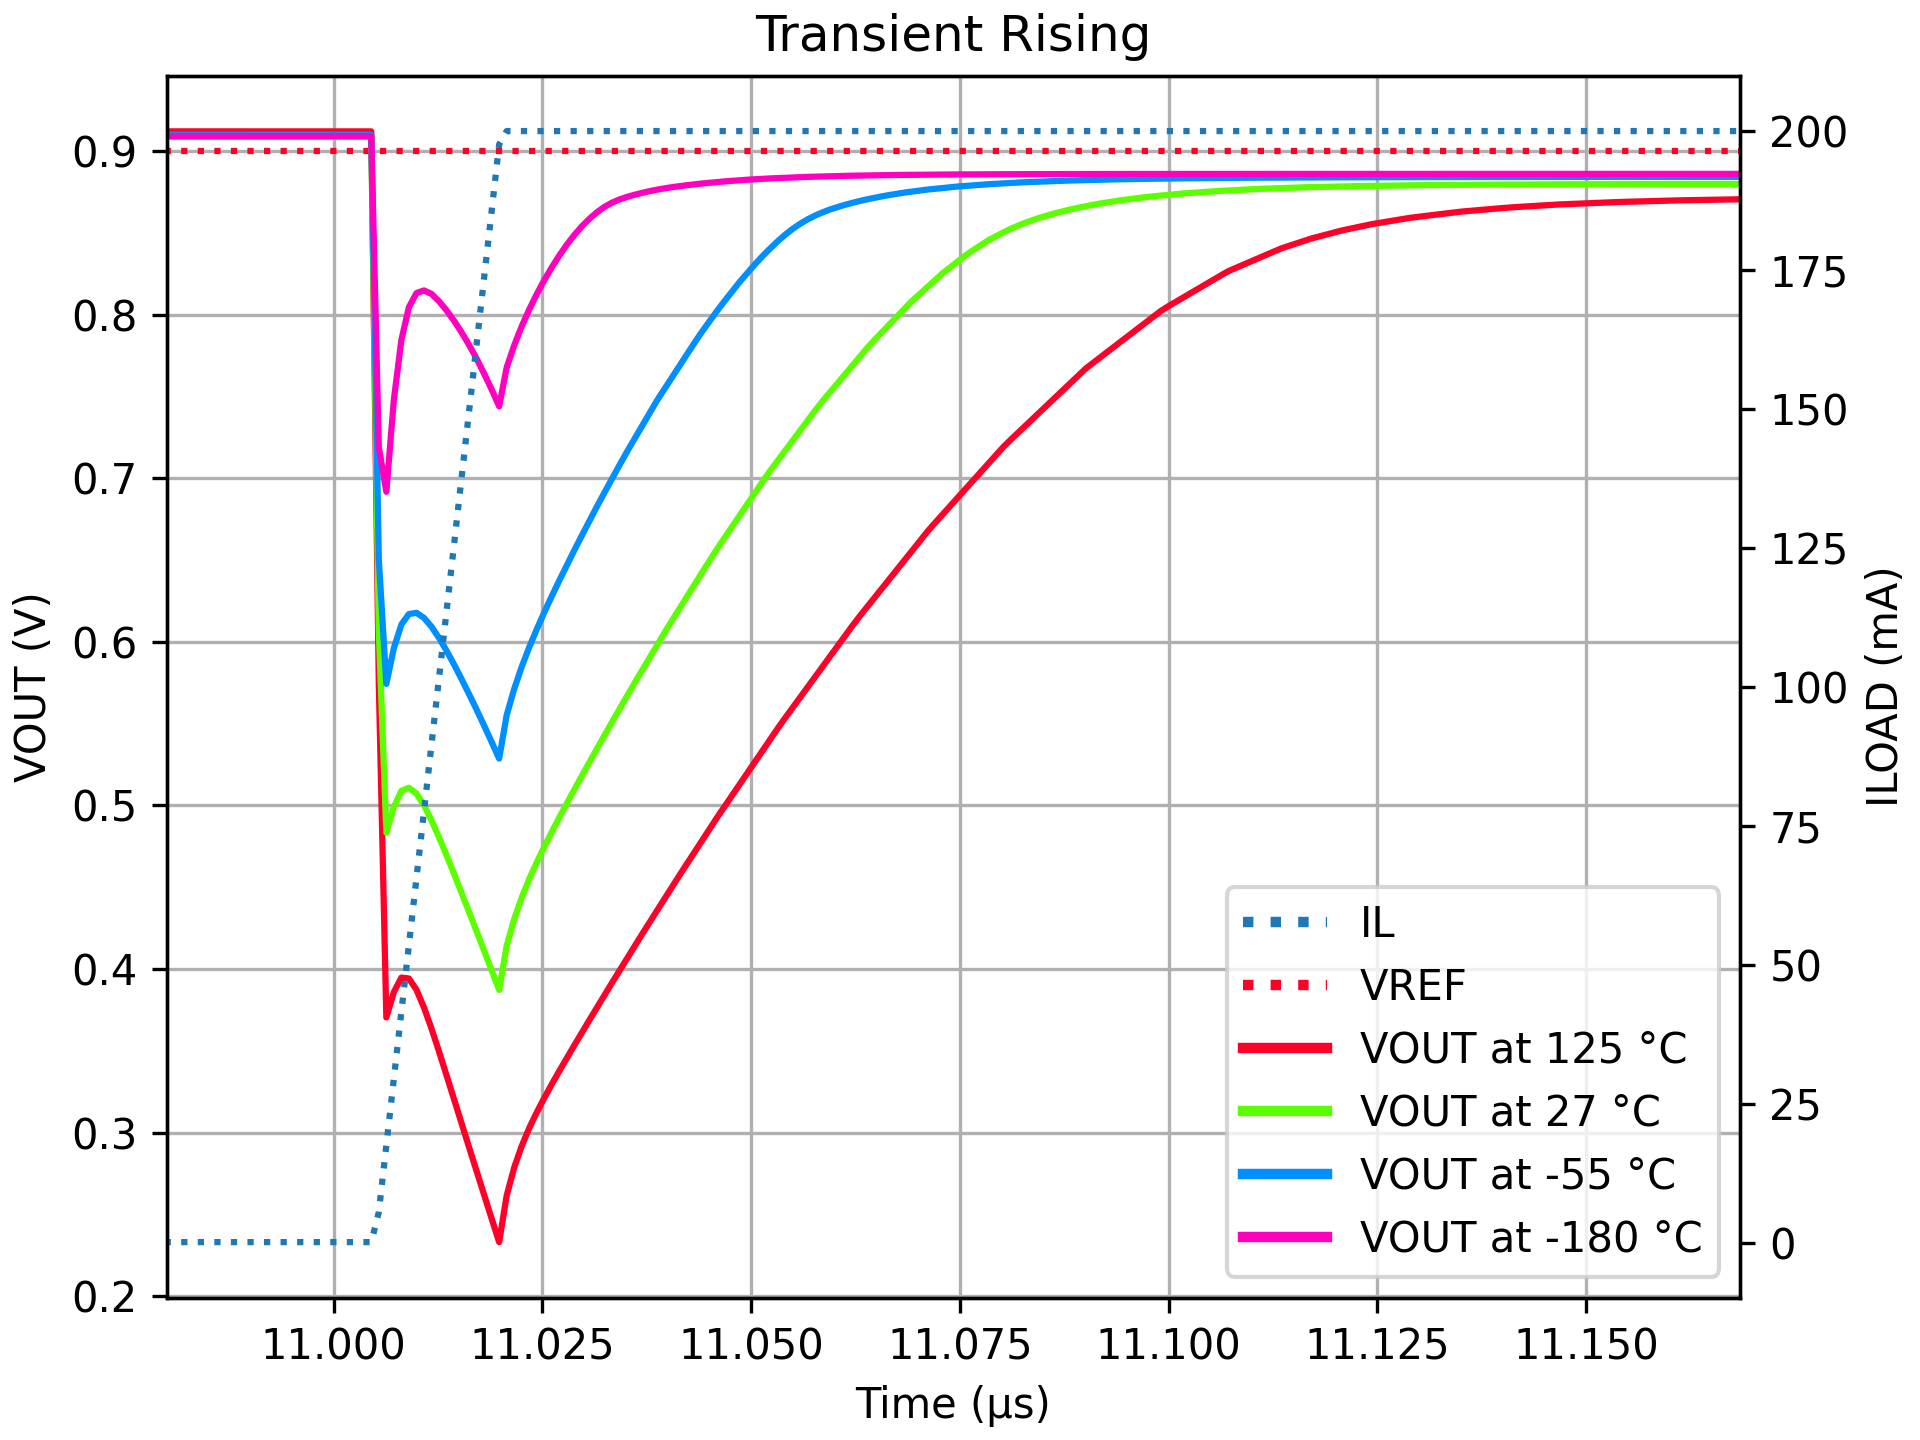 Transient Rising
VOUT (V)
0.9
0.8
0.7
0.6
0.5
0.4
0.3
0.2
200
175
150
125
100
75
50
25
0
ILOAD (mA)
IL
VREF
VOUT at 125 °C
VOUT at 27 °C
VOUT at -55 °C
VOUT at -180 °C
11.000 11.025 11.050 11.075 11.100 11.125 11.150
Time (µs)